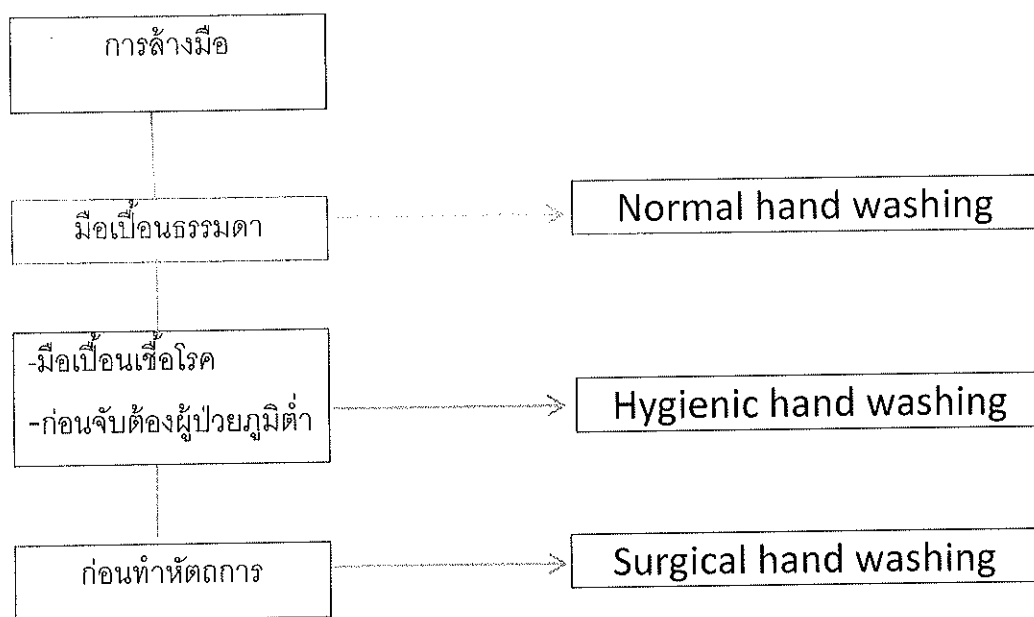 การล้างมือ
มือเปื้อนธรรมดา
Normal hand washing
-มือเปื้อนเชื้อโรค
-ก่อนจับต้องผู้ป่วยภูมิต่ำ
Hygienic hand washing
ก่อนทำหัตถการ
Surgical hand washing